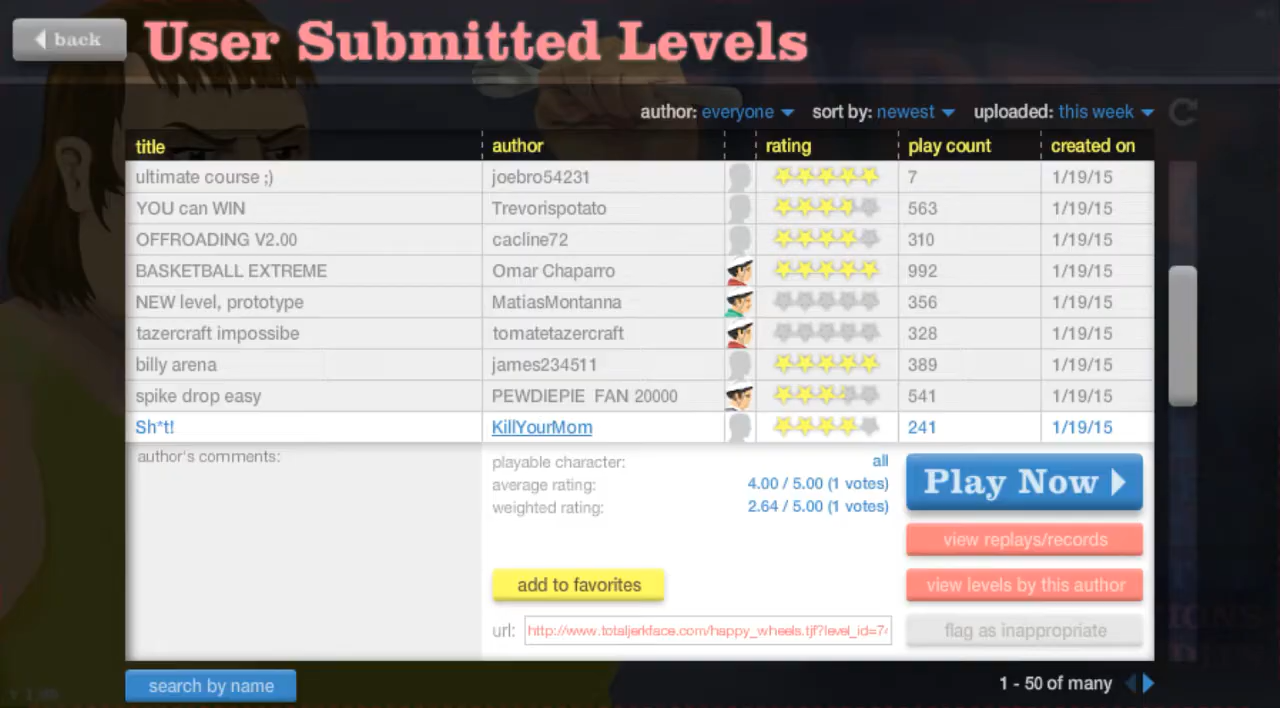 back
User Submitted Levels
author: everyone sort by: newest uploaded: this week
title author rating play count created on
ultimate course ;) joebro54231 7 1/19/15
YOU can WIN Trevorispotato 563 1/19/15
OFFROADING V2.00 cacline72 310 1/19/15
BASKETBALL EXTREME Omar Chaparro 992 1/19/15
NEW level, prototype MatiasMontanna 356 1/19/15
tazercraft impossibe tomatetazercraft 328 1/19/15
billy arena james234511 389 1/19/15
spike drop easy PEWDIEPIE FAN 20000 541 1/19/15
Sh*t! KillYourMom 241 1/19/15
author's comments:
playable character: all
average rating: 4.00 / 5.00 (1 votes)
weighted rating: 2.64 / 5.00 (1 votes)
Play Now
view replays/records
add to favorites
view levels by this author
url: http://www.totaljerkface.com/happy_wheels.tjf?level_id=7
flag as inappropriate
search by name
1 - 50 of many